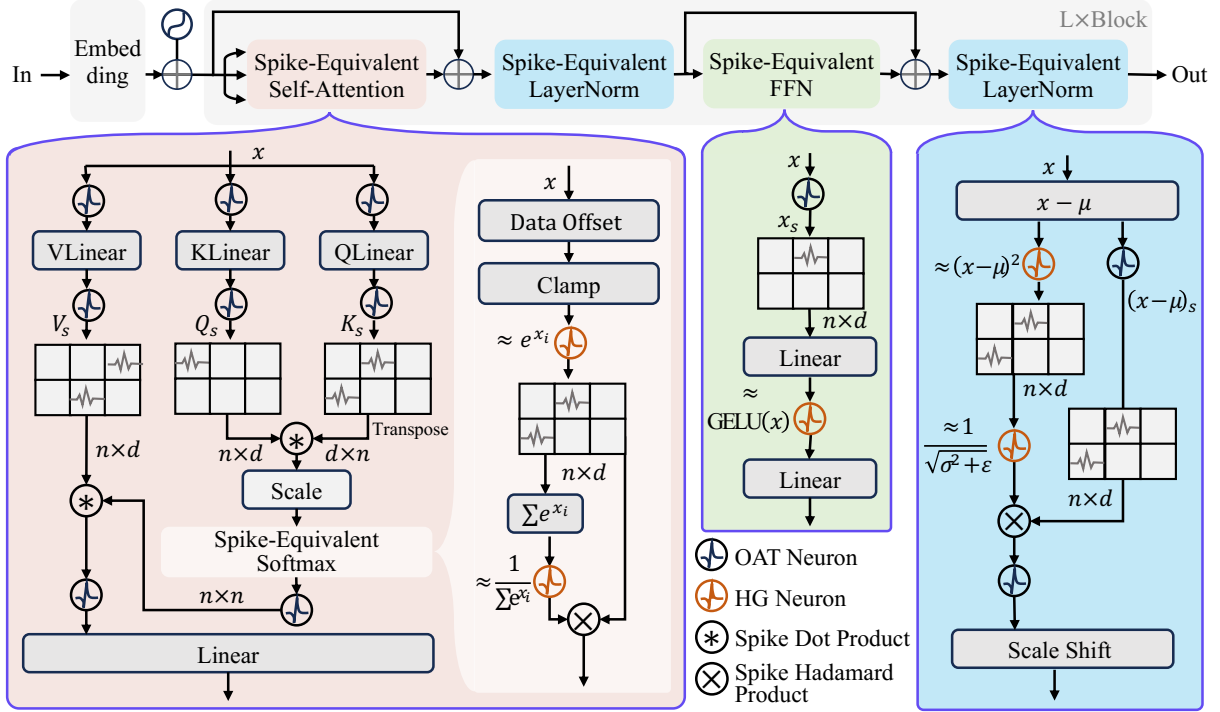 L×Block
In
Embed
ding
Spike-Equivalent
Self-Attention
Spike-Equivalent
LayerNorm
Spike-Equivalent
FFN
Spike-Equivalent
LayerNorm
Out
x
VLinear
KLinear
QLinear
V_s
Q_s
K_s
Transpose
n×d
n×d
d×n
Scale
Spike-Equivalent
Softmax
n×n
Linear
x
Data Offset
Clamp
≈ e^{x_i}
n×d
∑e^{x_i}
≈ 1/∑e^{x_i}
x
x_s
n×d
Linear
≈
GELU(x)
Linear
OAT Neuron
HG Neuron
Spike Dot Product
Spike Hadamard
Product
x
x − μ
≈(x−μ)^2
(x−μ)_s
n×d
≈1/√(σ^2+ε)
n×d
Scale Shift